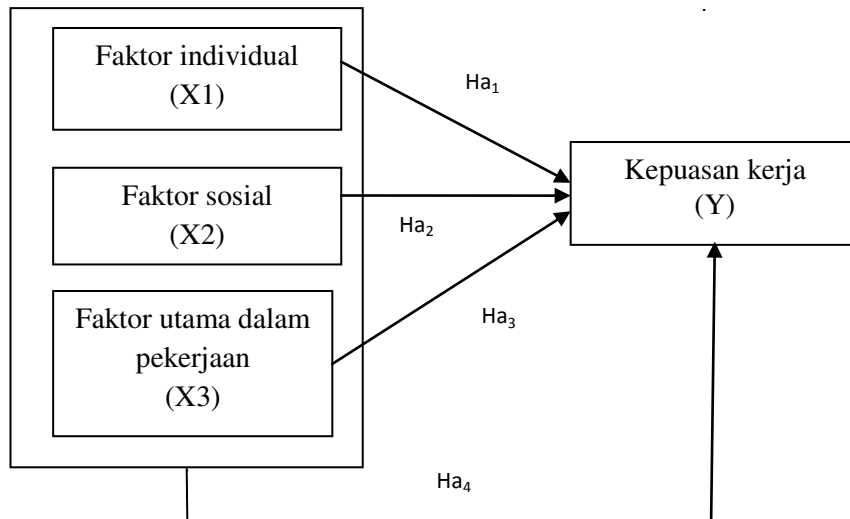 Faktor individual
(X1)
Ha₁
Faktor sosial
(X2)
Ha₂
Faktor utama dalam
pekerjaan
(X3)
Ha₃
Kepuasan kerja
(Y)
Ha₄